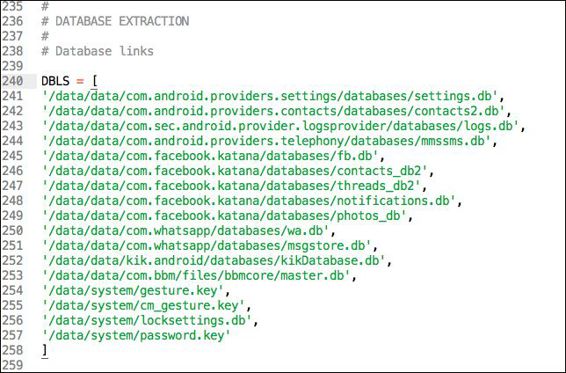 235 #
236 # DATABASE EXTRACTION
237 #
238 # Database links
239
240 DBLS = [
241 '/data/data/com.android.providers.settings/databases/settings.db',
242 '/data/data/com.android.providers.contacts/databases/contacts2.db',
243 '/data/data/com.sec.android.provider.logsprovider/databases/logs.db',
244 '/data/data/com.android.providers.telephony/databases/mmssms.db',
245 '/data/data/com.facebook.katana/databases/fb.db',
246 '/data/data/com.facebook.katana/databases/contacts_db2',
247 '/data/data/com.facebook.katana/databases/threads_db2',
248 '/data/data/com.facebook.katana/databases/notifications.db',
249 '/data/data/com.facebook.katana/databases/photos_db',
250 '/data/data/com.whatsapp/databases/wa.db',
251 '/data/data/com.whatsapp/databases/msgstore.db',
252 '/data/data/kik.android/databases/kikDatabase.db',
253 '/data/data/com.bbm/files/bbmcore/master.db',
254 '/data/system/gesture.key',
255 '/data/system/cm_gesture.key',
256 '/data/system/locksettings.db',
257 '/data/system/password.key'
258 ]
259